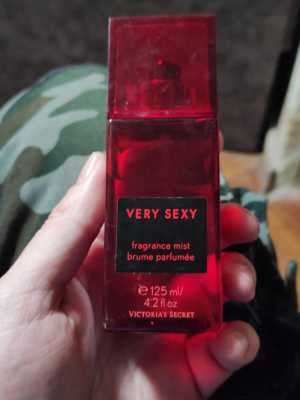 VERY SEXY
fragrance mist
brume parfumée
℮125 ml/
4.2 fl oz
VICTORIA'S SECRET